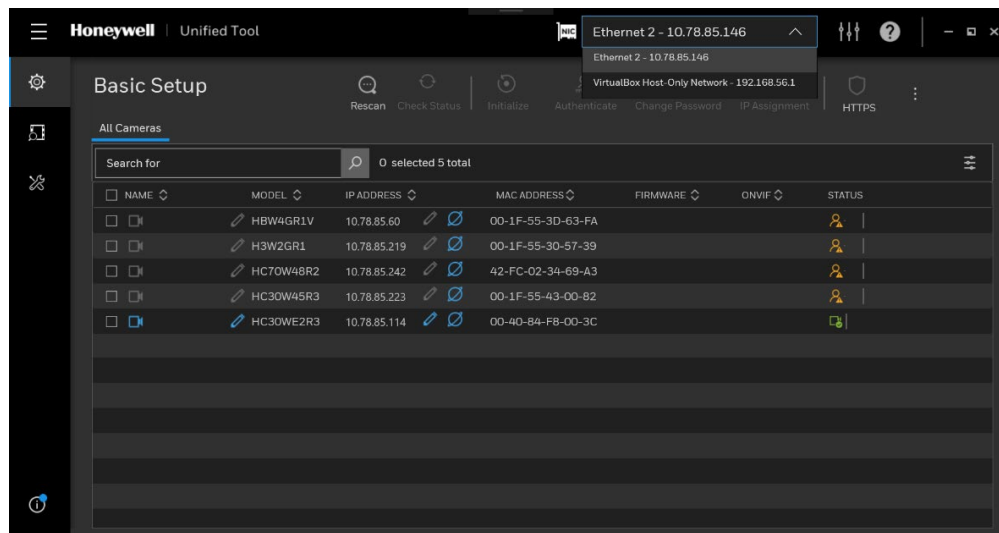 Honeywell Unified Tool
NIC Ethernet 2 - 10.78.85.146
Ethernet 2 - 10.78.85.146
VirtualBox Host-Only Network - 192.168.56.1
Basic Setup
Rescan Check Status Initialize Authenticate Change Password IP Assignment HTTPS
All Cameras
Search for 0 selected 5 total
NAME MODEL IP ADDRESS MAC ADDRESS FIRMWARE ONVIF STATUS
HBW4GR1V 10.78.85.60 00-1F-55-3D-63-FA
H3W2GR1 10.78.85.219 00-1F-55-30-57-39
HC70W48R2 10.78.85.242 42-FC-02-34-69-A3
HC30W45R3 10.78.85.223 00-1F-55-43-00-82
HC30WE2R3 10.78.85.114 00-40-84-F8-00-3C